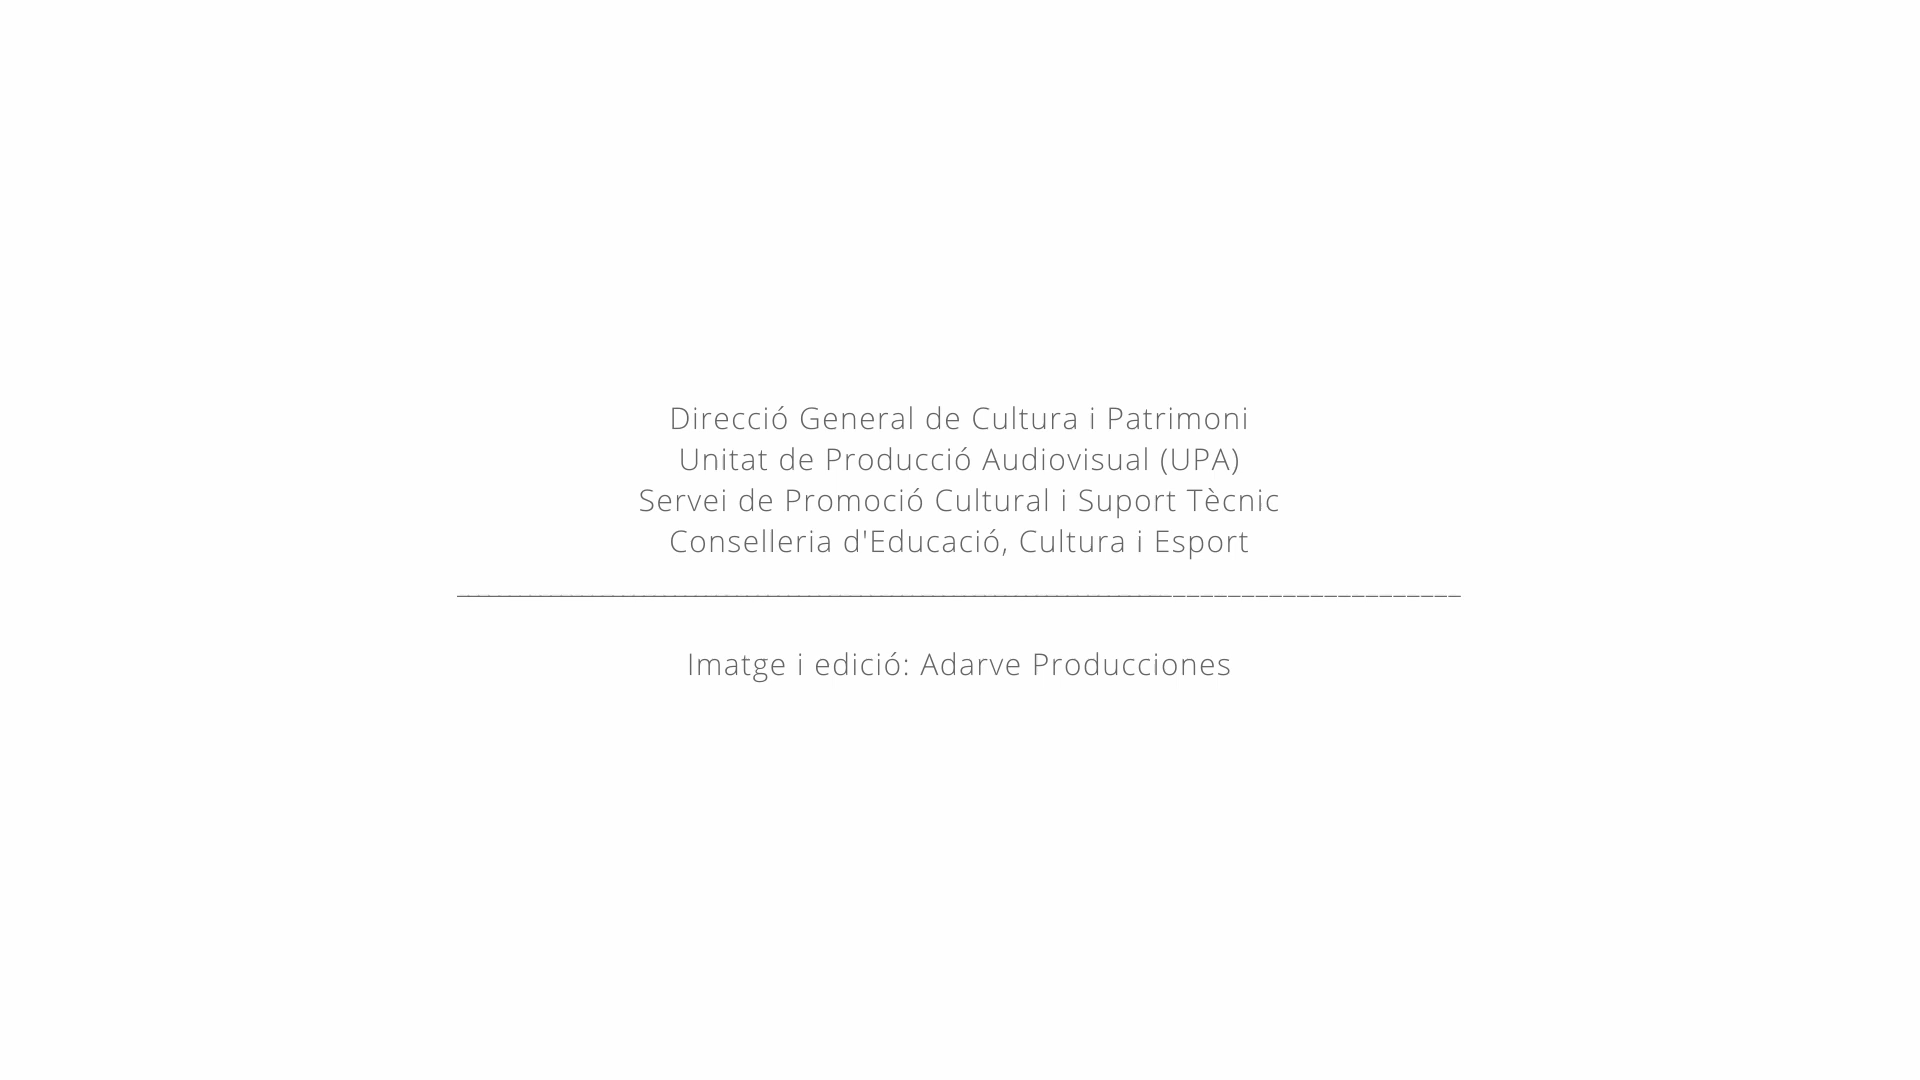 Direcció General de Cultura i Patrimoni
Unitat de Producció Audiovisual (UPA)
Servei de Promoció Cultural i Suport Tècnic
Conselleria d'Educació, Cultura i Esport
Imatge i edició: Adarve Producciones